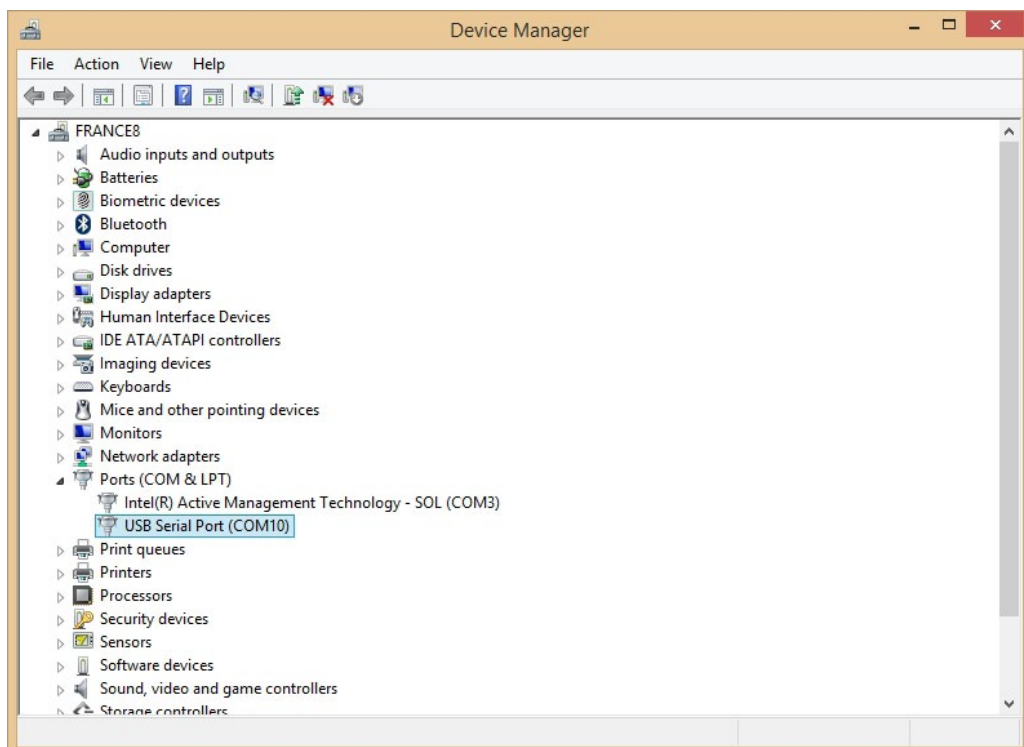 Device Manager
File Action View Help
FRANCE8
Audio inputs and outputs
Batteries
Biometric devices
Bluetooth
Computer
Disk drives
Display adapters
Human Interface Devices
IDE ATA/ATAPI controllers
Imaging devices
Keyboards
Mice and other pointing devices
Monitors
Network adapters
Ports (COM & LPT)
Intel(R) Active Management Technology - SOL (COM3)
USB Serial Port (COM10)
Print queues
Printers
Processors
Security devices
Sensors
Software devices
Sound, video and game controllers
Storage controllers